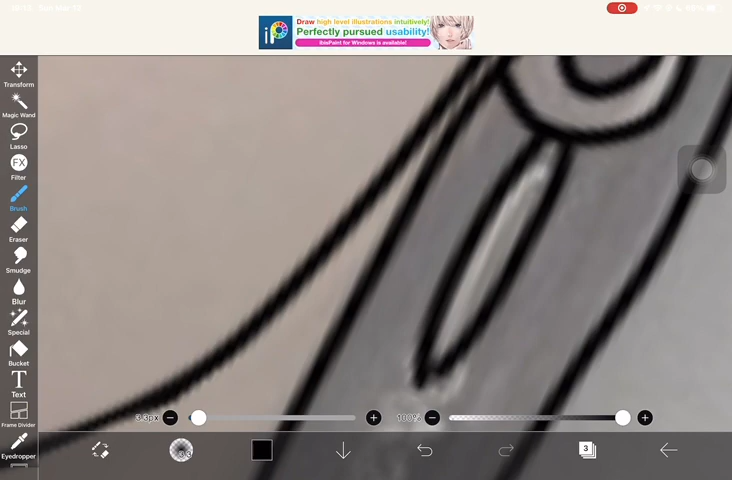 Draw high level illustrations intuitively!
Perfectly pursued usability!
ibisPaint for Windows is available!
Transform
Magic Wand
Lasso
FX
Filter
Brush
Eraser
Smudge
Blur
Special
Bucket
T
Text
Frame Divider
Eyedropper
3.3px
100%
3